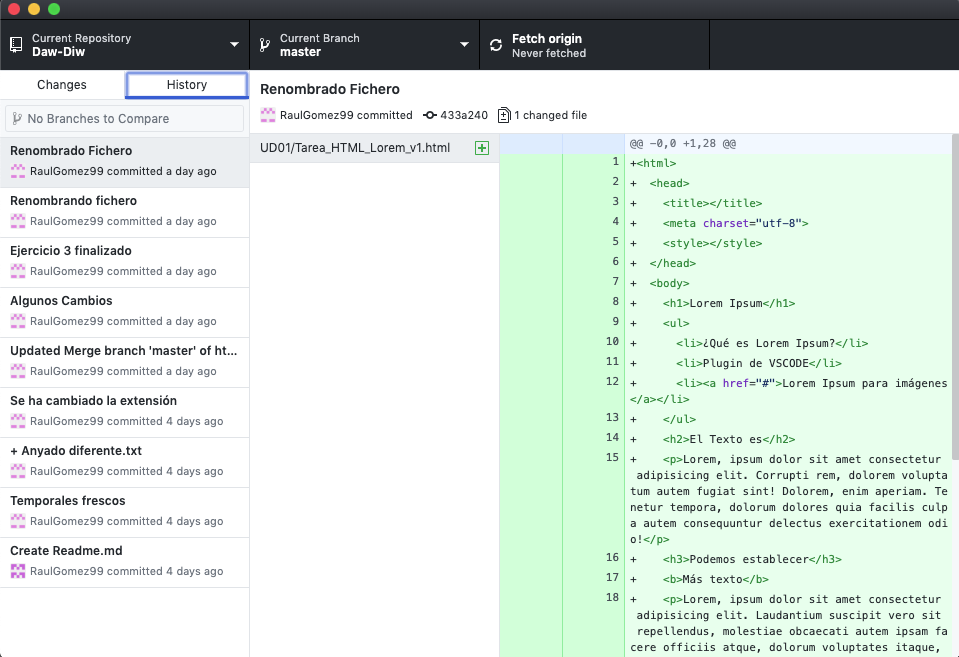 Current Repository
Daw-Diw
Current Branch
master
Fetch origin
Never fetched
Changes
History
No Branches to Compare
Renombrado Fichero
RaulGomez99 committed a day ago
Renombrando fichero
RaulGomez99 committed a day ago
Ejercicio 3 finalizado
RaulGomez99 committed a day ago
Algunos Cambios
RaulGomez99 committed a day ago
Updated Merge branch 'master' of ht...
RaulGomez99 committed a day ago
Se ha cambiado la extensión
RaulGomez99 committed 4 days ago
+ Anyado diferente.txt
RaulGomez99 committed 4 days ago
Temporales frescos
RaulGomez99 committed 4 days ago
Create Readme.md
RaulGomez99 committed 4 days ago
Renombrado Fichero
RaulGomez99 committed 433a240 1 changed file
UD01/Tarea_HTML_Lorem_v1.html
@@ -0,0 +1,28 @@
1 +<html>
2 + <head>
3 + <title></title>
4 + <meta charset="utf-8">
5 + <style></style>
6 + </head>
7 + <body>
8 + <h1>Lorem Ipsum</h1>
9 + <ul>
10 + <li>¿Qué es Lorem Ipsum?</li>
11 + <li>Plugin de VSCODE</li>
12 + <li><a href="#">Lorem Ipsum para imágenes
</a></li>
13 + </ul>
14 + <h2>El Texto es</h2>
15 + <p>Lorem, ipsum dolor sit amet consectetur
adipisicing elit. Corrupti rem, dolorem volupta
tum autem fugiat sint! Dolorem, enim aperiam. Te
netur tempora, dolorum dolores quia facilis culp
a autem consequuntur delectus exercitationem odi
o!</p>
16 + <h3>Podemos establecer</h3>
17 + <b>Más texto</b>
18 + <p>Lorem, ipsum dolor sit amet consectetur
adipisicing elit. Laudantium suscipit vero sit
repellendus, molestiae obcaecati autem ipsam fa
cere officiis atque, dolorum voluptates itaque,